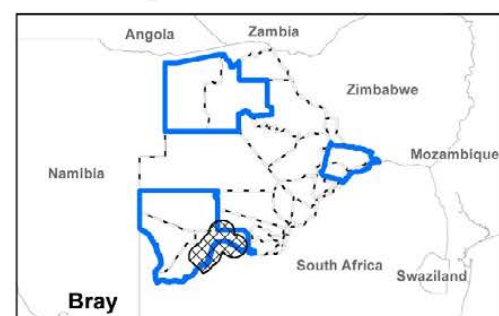 Angola
Zambia
Zimbabwe
Mozambique
Namibia
South Africa
Swaziland
Bray